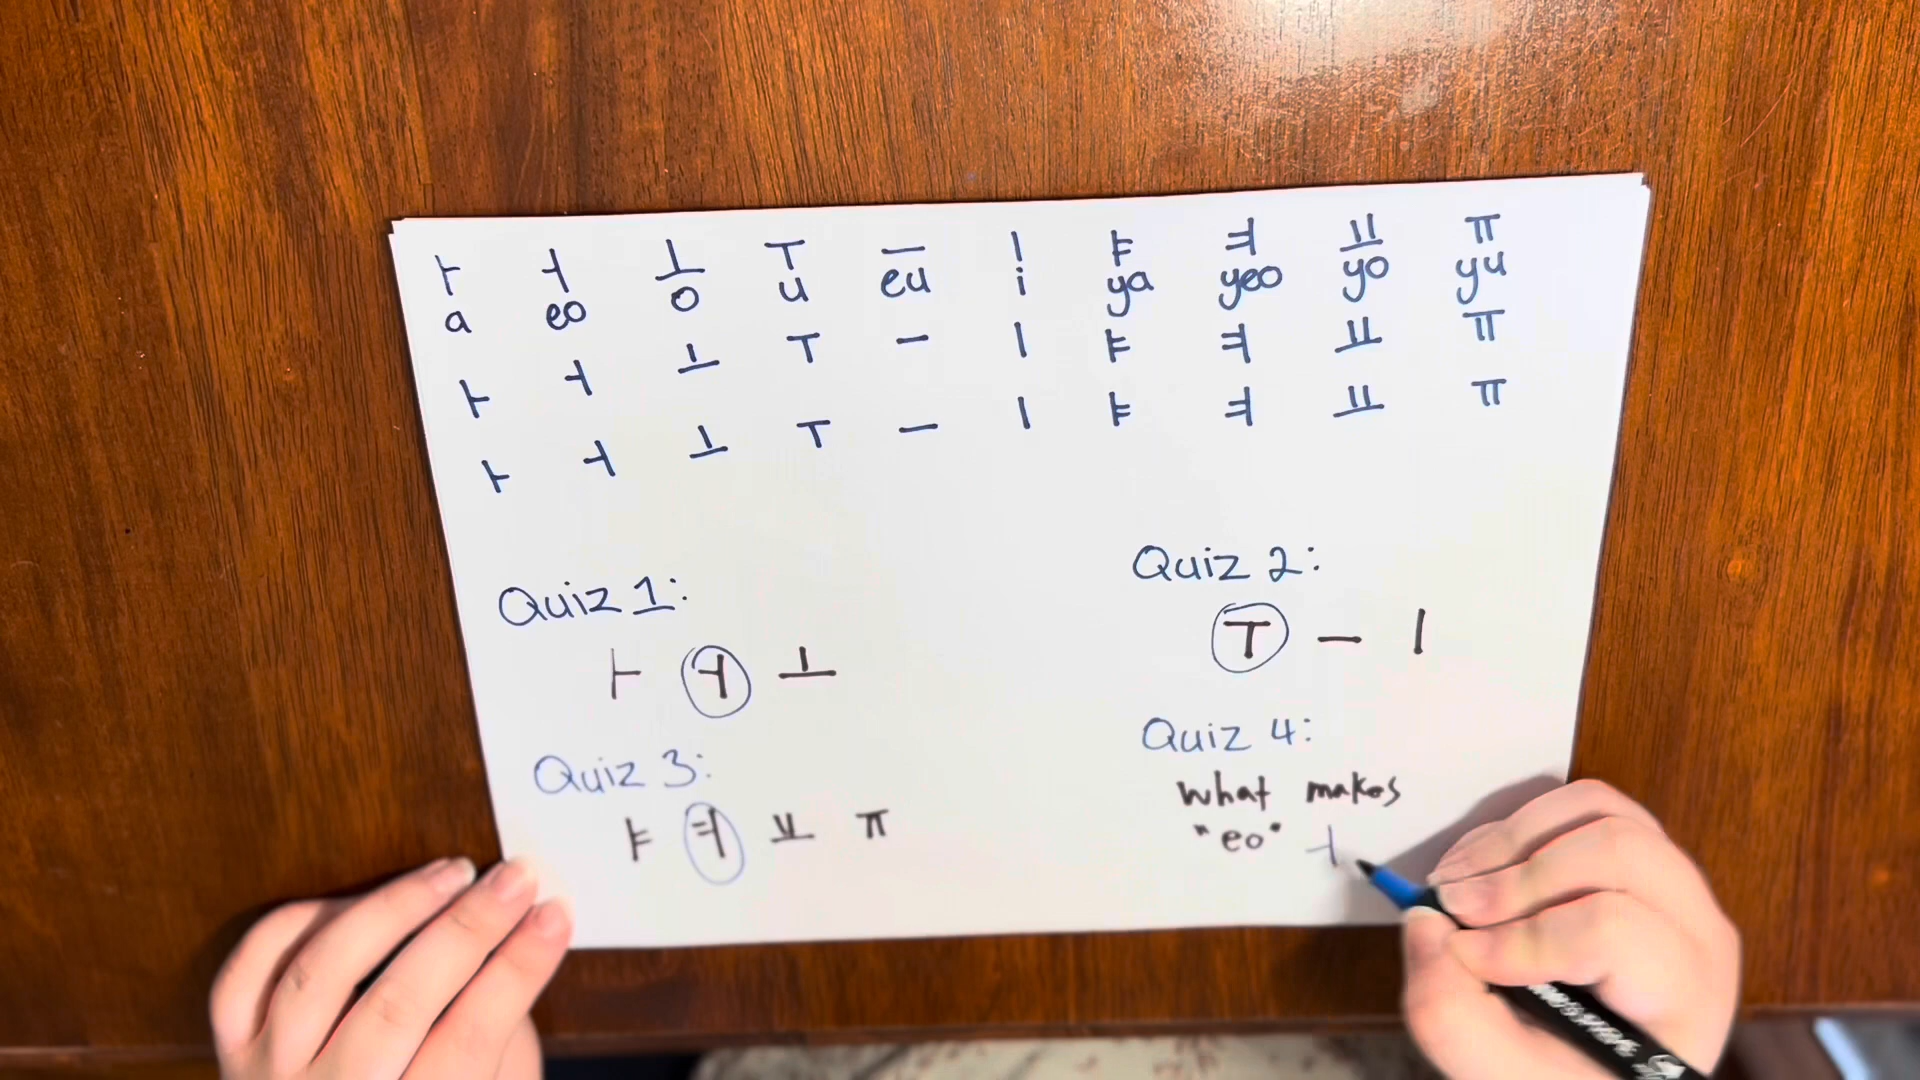 ㅏ ㅓ ㅗ ㅜ ㅡ ㅣ ㅑ ㅕ ㅛ ㅠ
a eo o u eu i ya yeo yo yu
ㅏ ㅓ ㅗ ㅜ ㅡ ㅣ ㅑ ㅕ ㅛ ㅠ
ㅏ ㅓ ㅗ ㅜ ㅡ ㅣ ㅑ ㅕ ㅛ ㅠ
Quiz 1:
ㅏ ㅓ ㅗ
Quiz 2:
ㅜ ㅡ ㅣ
Quiz 3:
ㅑ ㅕ ㅛ ㅠ
Quiz 4:
what makes
"eo" ㅓ